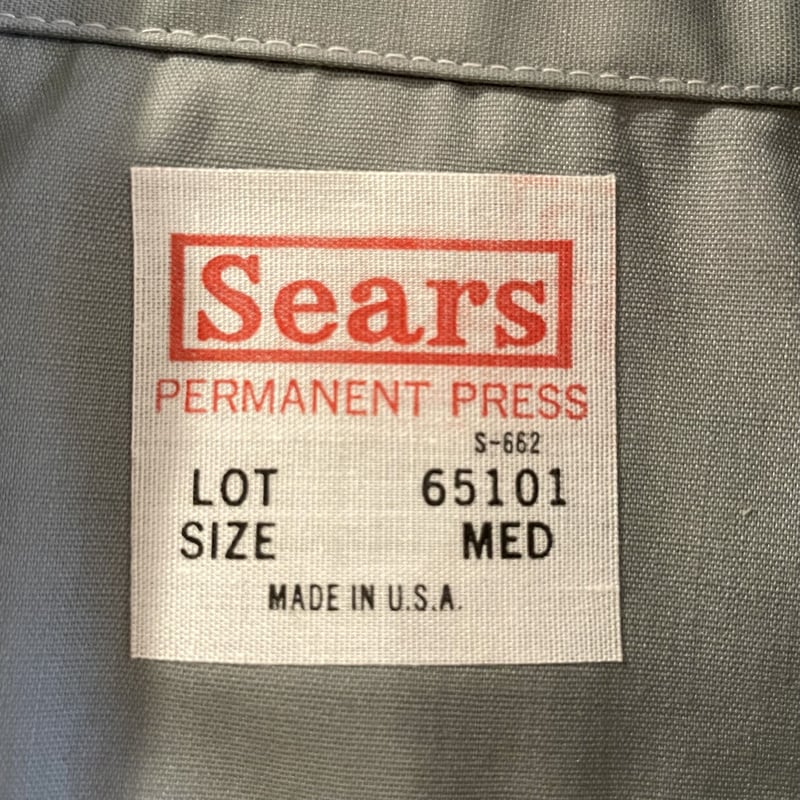 Sears
PERMANENT PRESS
S-662
LOT 65101
SIZE MED
MADE IN U.S.A.